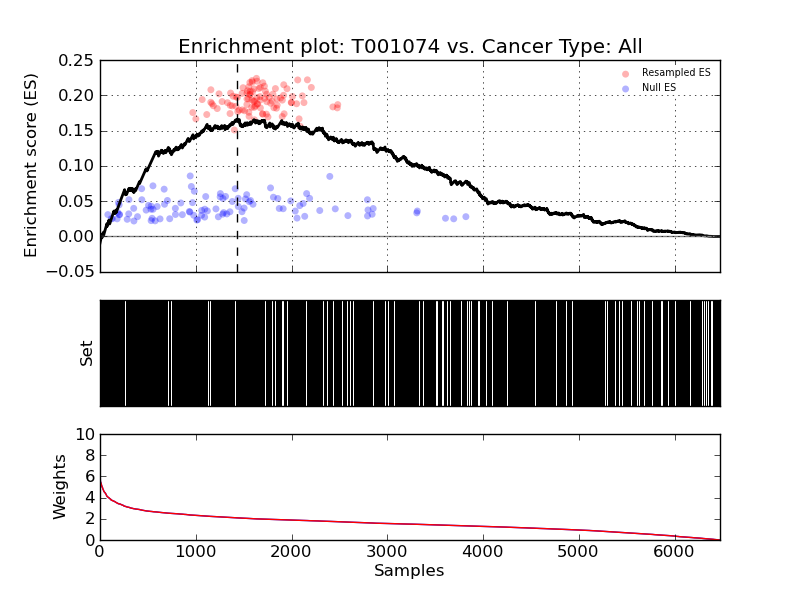 Enrichment plot: T001074 vs. Cancer Type: All
0.25
0.20
0.15
0.10
0.05
0.00
−0.05
Enrichment score (ES)
Resampled ES
Null ES
Set
10
8
6
4
2
0
Weights
0 1000 2000 3000 4000 5000 6000
Samples